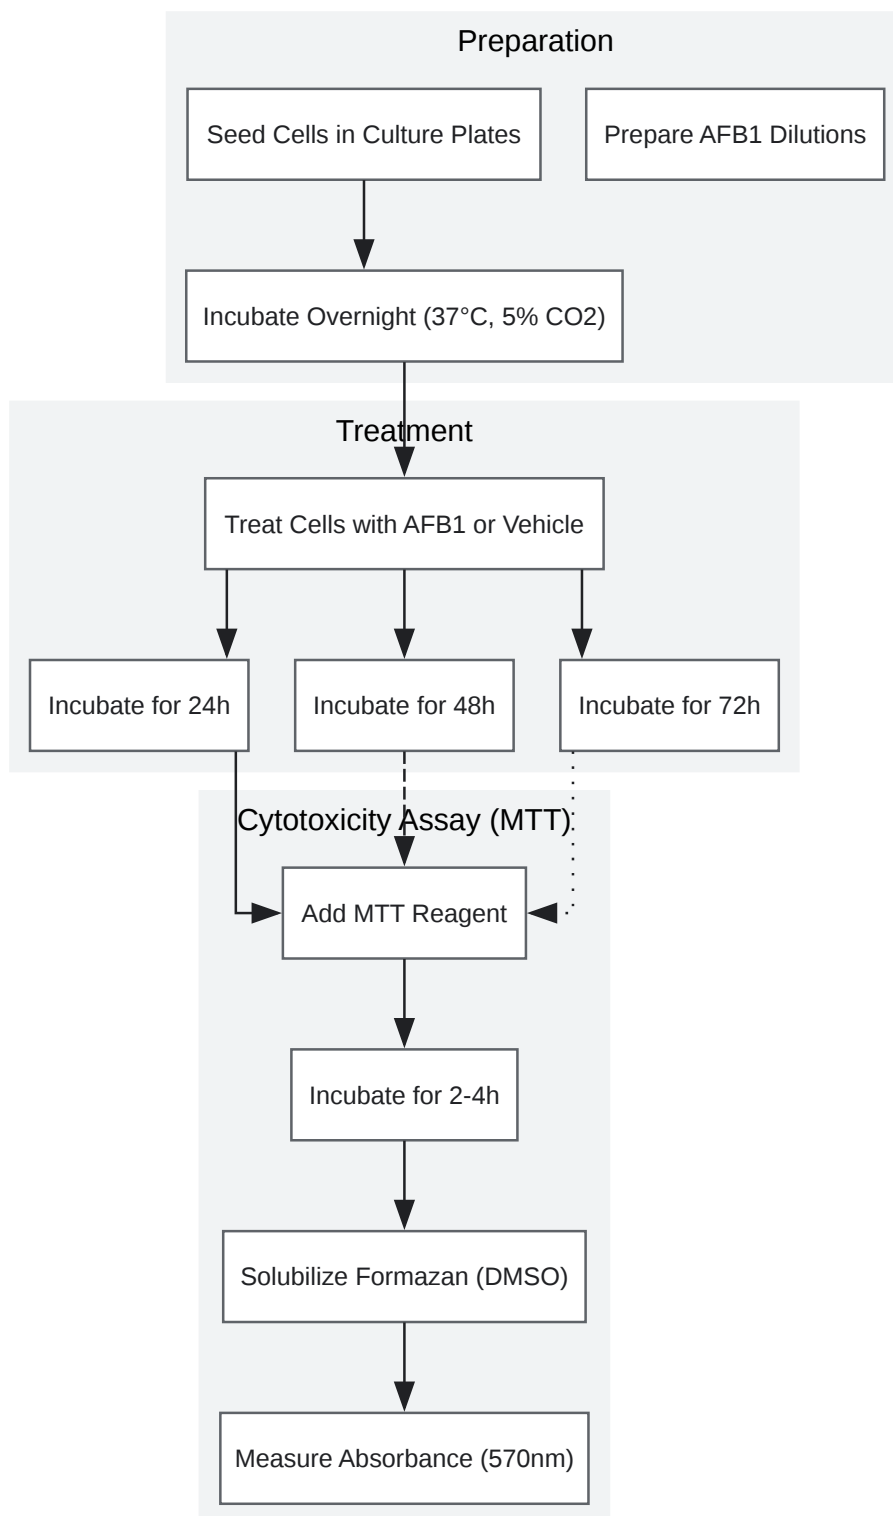 Preparation
Seed Cells in Culture Plates
Prepare AFB1 Dilutions
Incubate Overnight (37°C, 5% CO2)
Treatment
Treat Cells with AFB1 or Vehicle
Incubate for 24h
Incubate for 48h
Incubate for 72h
Cytotoxicity Assay (MTT)
Add MTT Reagent
Incubate for 2-4h
Solubilize Formazan (DMSO)
Measure Absorbance (570nm)